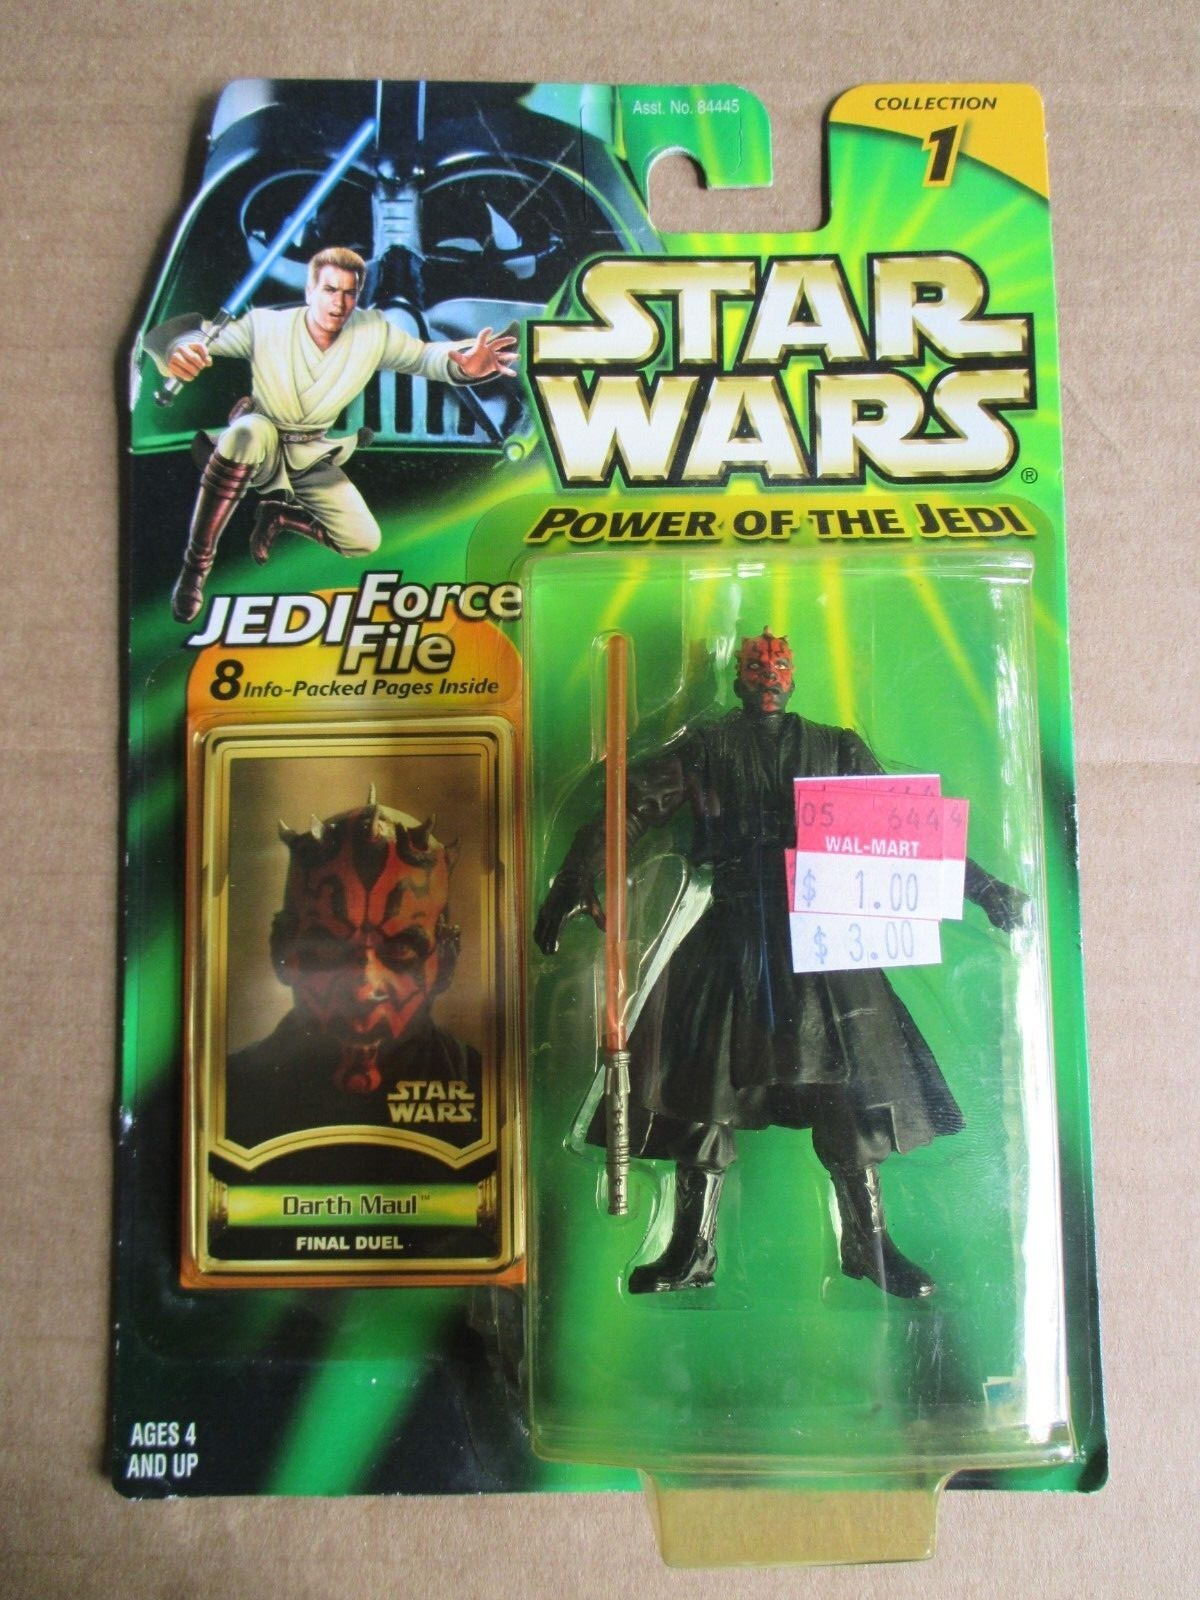 Asst. No. 84445
COLLECTION
1
STAR
WARS®
POWER OF THE JEDI
JEDI Force
File
8 Info-Packed Pages Inside
STAR
WARS
Darth Maul™
FINAL DUEL
05 6444
WAL-MART
$ 1.00
$ 3.00
AGES 4
AND UP